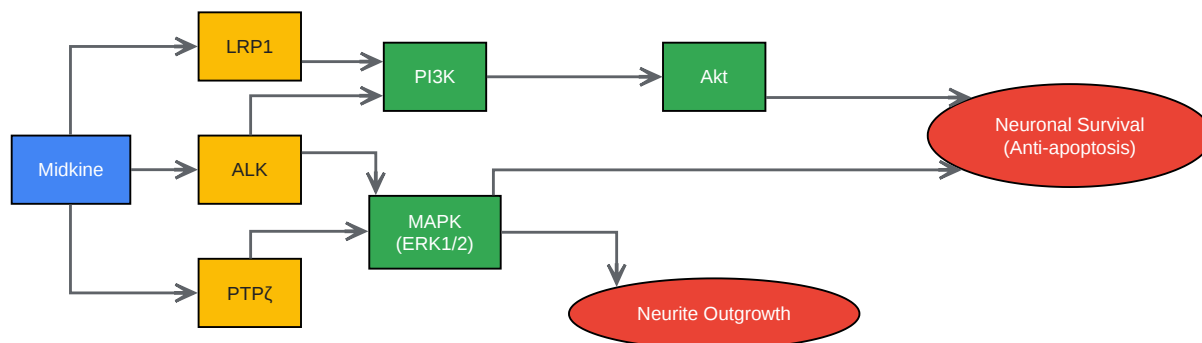 LRP1
PI3K
Akt
Neuronal Survival
(Anti-apoptosis)
Midkine
ALK
MAPK
(ERK1/2)
PTPζ
Neurite Outgrowth